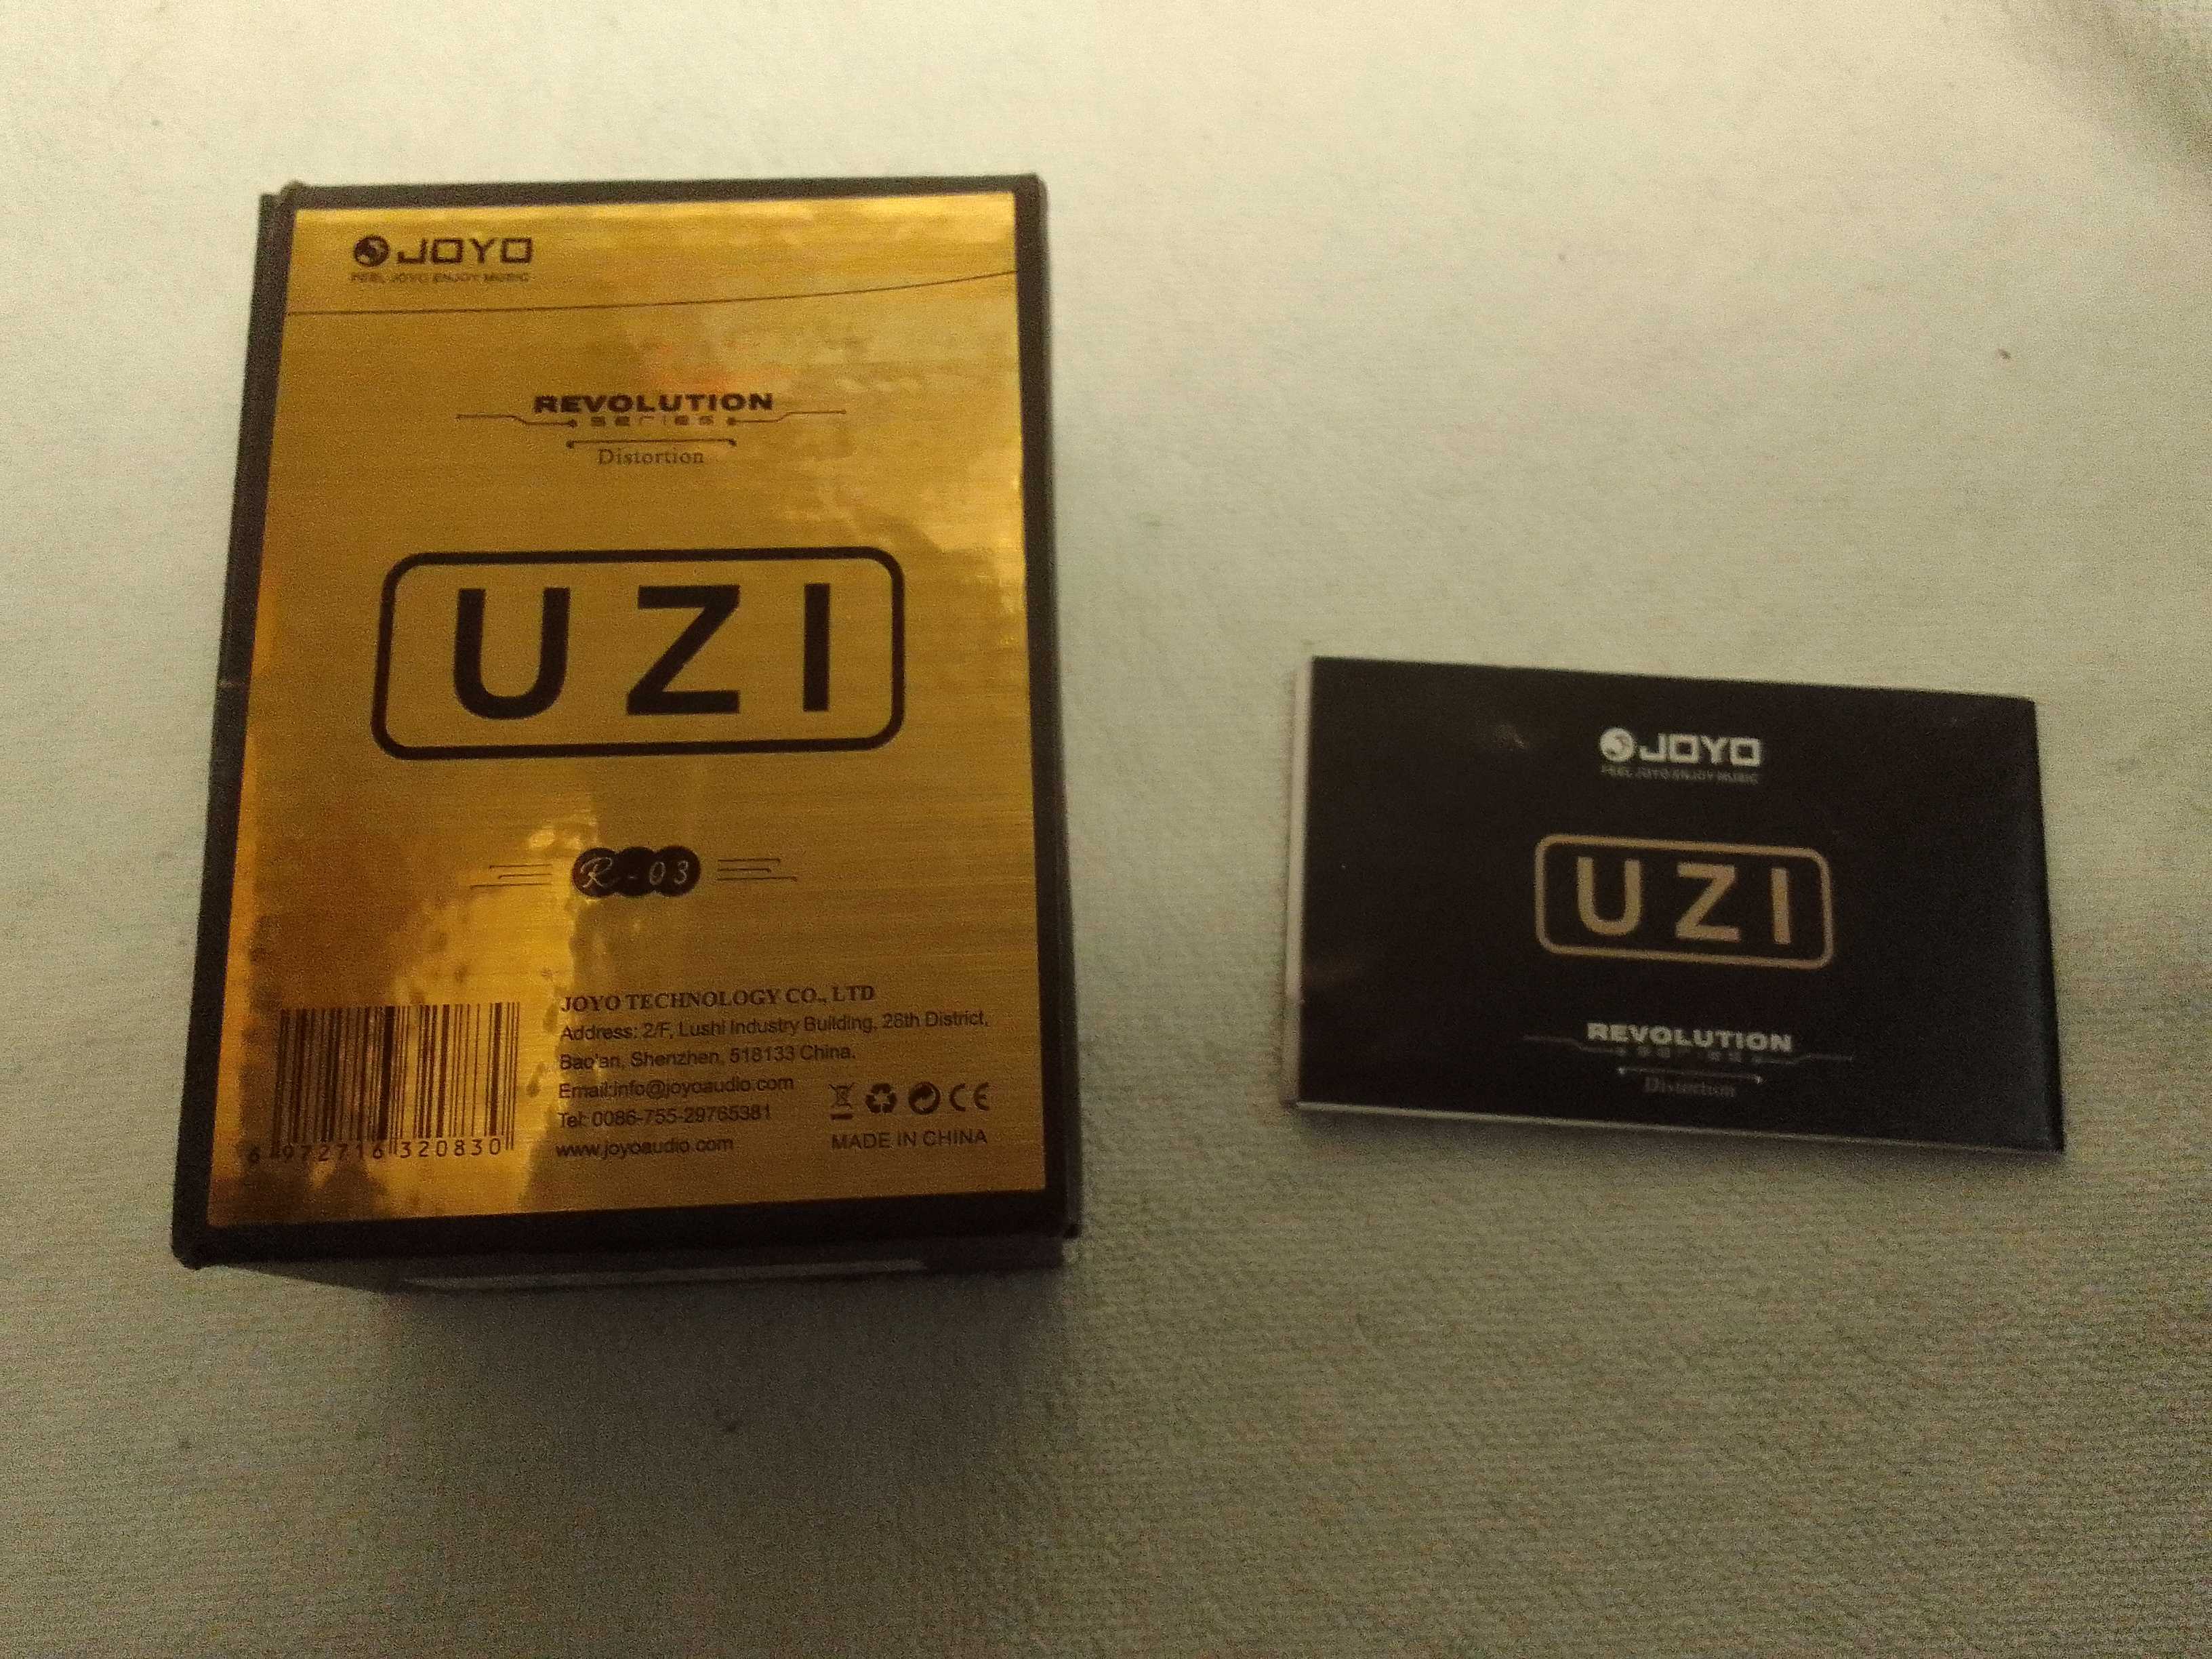 JOYO
FEEL JOYO ENJOY MUSIC
REVOLUTION
SERIES
Distortion
UZI
R-03
6 972716 320830
JOYO TECHNOLOGY CO., LTD
Address: 2/F, Lushi Industry Building, 28th District,
Bao'an, Shenzhen, 518133 China.
Email:info@joyoaudio.com
Tel: 0086-755-29765381
www.joyoaudio.com
CE
MADE IN CHINA
JOYO
FEEL JOYO ENJOY MUSIC
UZI
REVOLUTION
SERIES
Distortion